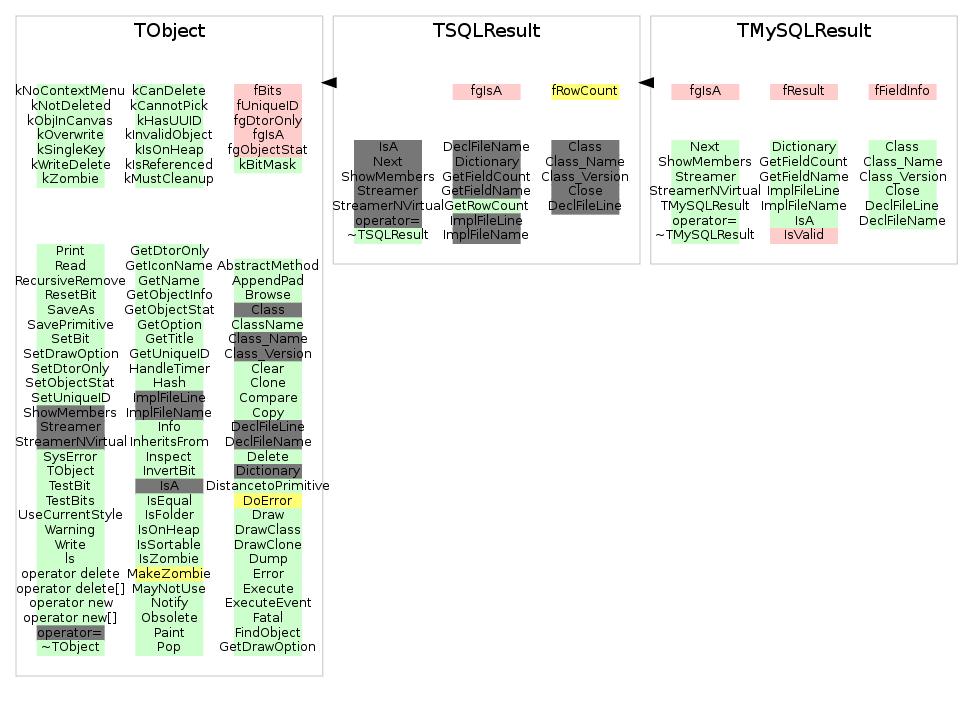 TObject
kNoContextMenu
kNotDeleted
kObjInCanvas
kOverwrite
kSingleKey
kWriteDelete
kZombie
kCanDelete
kCannotPick
kHasUUID
kInvalidObject
kIsOnHeap
kIsReferenced
kMustCleanup
fBits
fUniqueID
fgDtorOnly
fgIsA
fgObjectStat
kBitMask
Print
Read
RecursiveRemove
ResetBit
SaveAs
SavePrimitive
SetBit
SetDrawOption
SetDtorOnly
SetObjectStat
SetUniqueID
ShowMembers
Streamer
StreamerNVirtual
SysError
TObject
TestBit
TestBits
UseCurrentStyle
Warning
Write
ls
operator delete
operator delete[]
operator new
operator new[]
operator=
~TObject
GetDtorOnly
GetIconName
GetName
GetObjectInfo
GetObjectStat
GetOption
GetTitle
GetUniqueID
HandleTimer
Hash
ImplFileLine
ImplFileName
Info
InheritsFrom
Inspect
InvertBit
IsA
IsEqual
IsFolder
IsOnHeap
IsSortable
IsZombie
MakeZombie
MayNotUse
Notify
Obsolete
Paint
Pop
AbstractMethod
AppendPad
Browse
Class
ClassName
Class_Name
Class_Version
Clear
Clone
Compare
Copy
DeclFileLine
DeclFileName
Delete
Dictionary
DistancetoPrimitive
DoError
Draw
DrawClass
DrawClone
Dump
Error
Execute
ExecuteEvent
Fatal
FindObject
GetDrawOption
TSQLResult
fgIsA
fRowCount
IsA
Next
ShowMembers
Streamer
StreamerNVirtual
operator=
~TSQLResult
DeclFileName
Dictionary
GetFieldCount
GetFieldName
GetRowCount
ImplFileLine
ImplFileName
Class
Class_Name
Class_Version
Close
DeclFileLine
TMySQLResult
fgIsA
fResult
fFieldInfo
Next
ShowMembers
Streamer
StreamerNVirtual
TMySQLResult
operator=
~TMySQLResult
Dictionary
GetFieldCount
GetFieldName
ImplFileLine
ImplFileName
IsA
IsValid
Class
Class_Name
Class_Version
Close
DeclFileLine
DeclFileName